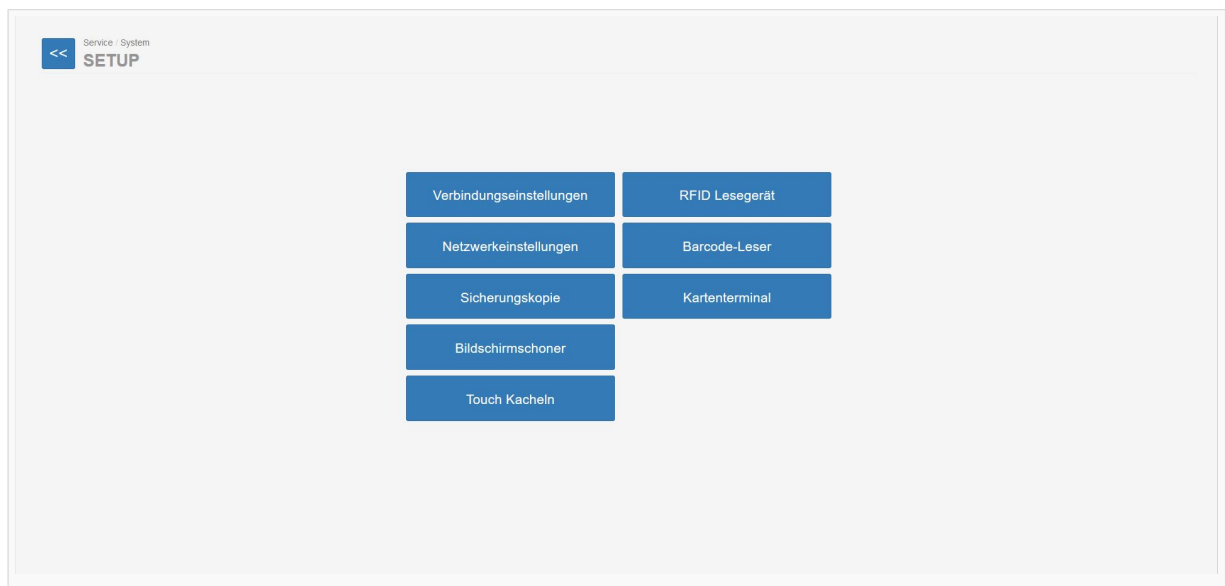 <<
Service / System
SETUP
Verbindungseinstellungen
RFID Lesegerät
Netzwerkeinstellungen
Barcode-Leser
Sicherungskopie
Kartenterminal
Bildschirmschoner
Touch Kacheln